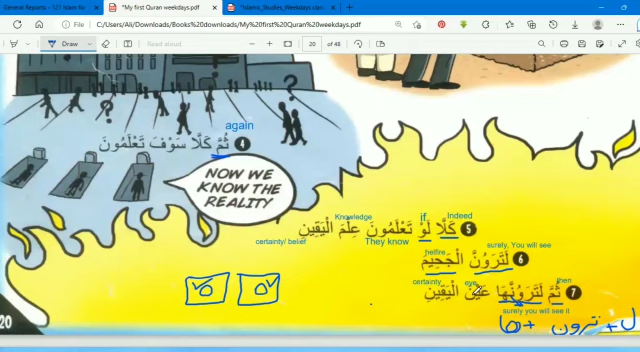 General Reports - 121 Islam for
"My first Quran weekdays.pdf
"Islamic_Studies_Weekdays clas
File C:/Users/Ali/Downloads/Books%20downloads/My%20first%20Quran%20weekdays.pdf
Draw Read aloud 20 of 48
?
?
again
4 ثُمَّ كَلَّا سَوْفَ تَعْلَمُونَ
NOW WE
KNOW THE
REALITY
Knowledge if Indeed
5 كَلَّا لَوْ تَعْلَمُونَ عِلْمَ الْيَقِينِ
certainty/ belief They know
hellfire surely, You will see
6 لَتَرَوُنَّ الْجَحِيمَ
certainty eye then
7 ثُمَّ لَتَرَوُنَّهَا عَيْنَ الْيَقِينِ
surely you will see it
ل + ترون + ها
20